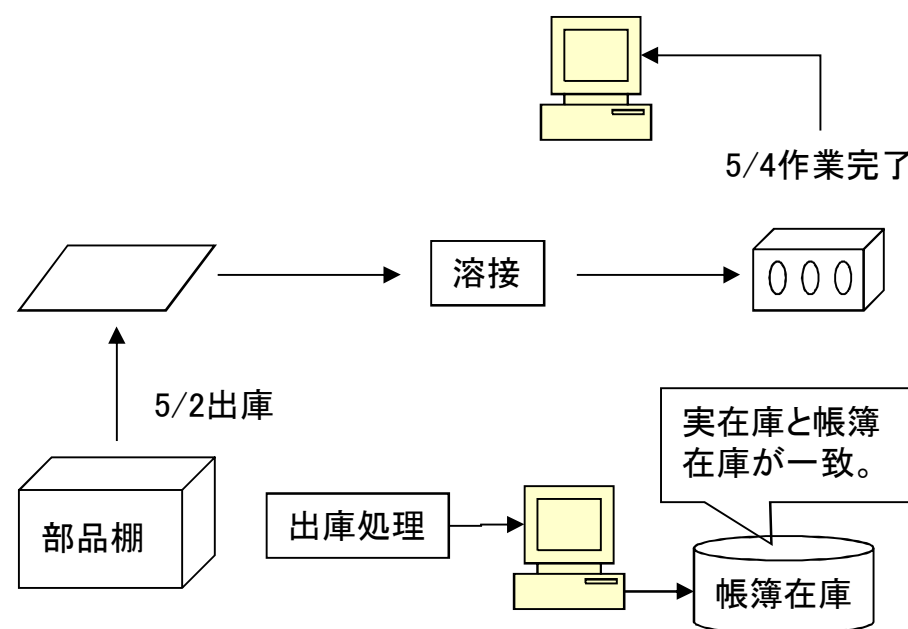 5/4作業完了
溶接
5/2出庫
実在庫と帳簿
在庫が一致。
部品棚
出庫処理
帳簿在庫